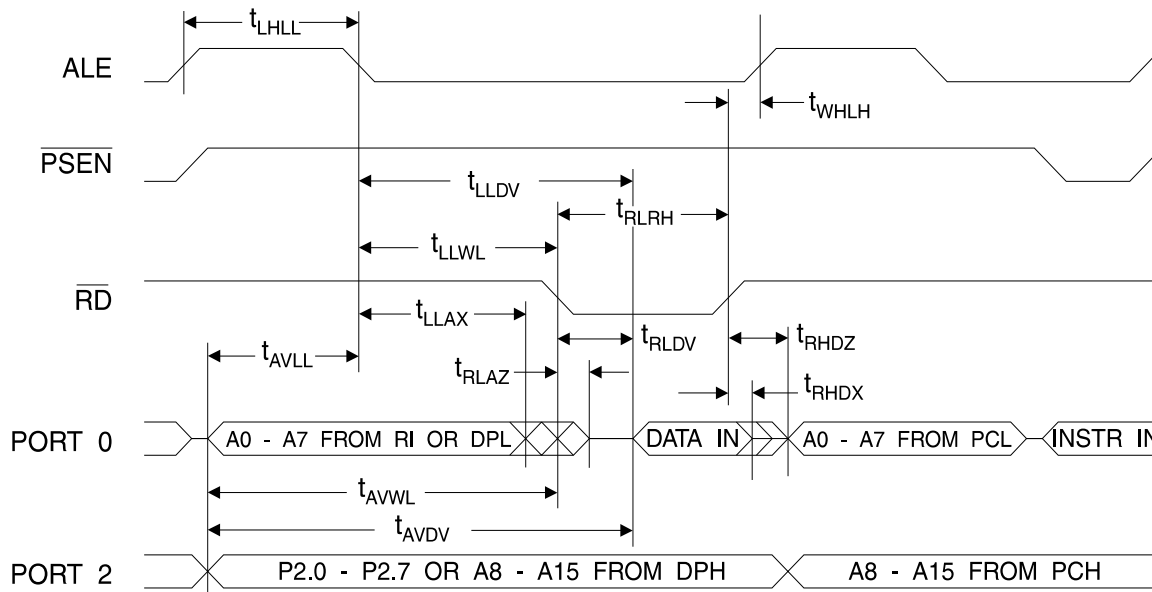 tLHLL
ALE
tWHLH
PSEN
tLLDV
tRLRH
tLLWL
RD
tLLAX
tRLDV
tRHDZ
tAVLL
tRLAZ
tRHDX
PORT 0
A0 - A7 FROM RI OR DPL
DATA IN
A0 - A7 FROM PCL
INSTR IN
tAVWL
tAVDV
PORT 2
P2.0 - P2.7 OR A8 - A15 FROM DPH
A8 - A15 FROM PCH